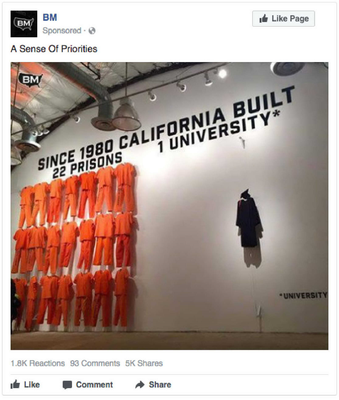 BM
BM
Sponsored ·
Like Page
A Sense Of Priorities
BM
SINCE 1980 CALIFORNIA BUILT
22 PRISONS 1 UNIVERSITY*
*UNIVERSITY
1.8K Reactions 93 Comments 5K Shares
Like Comment Share